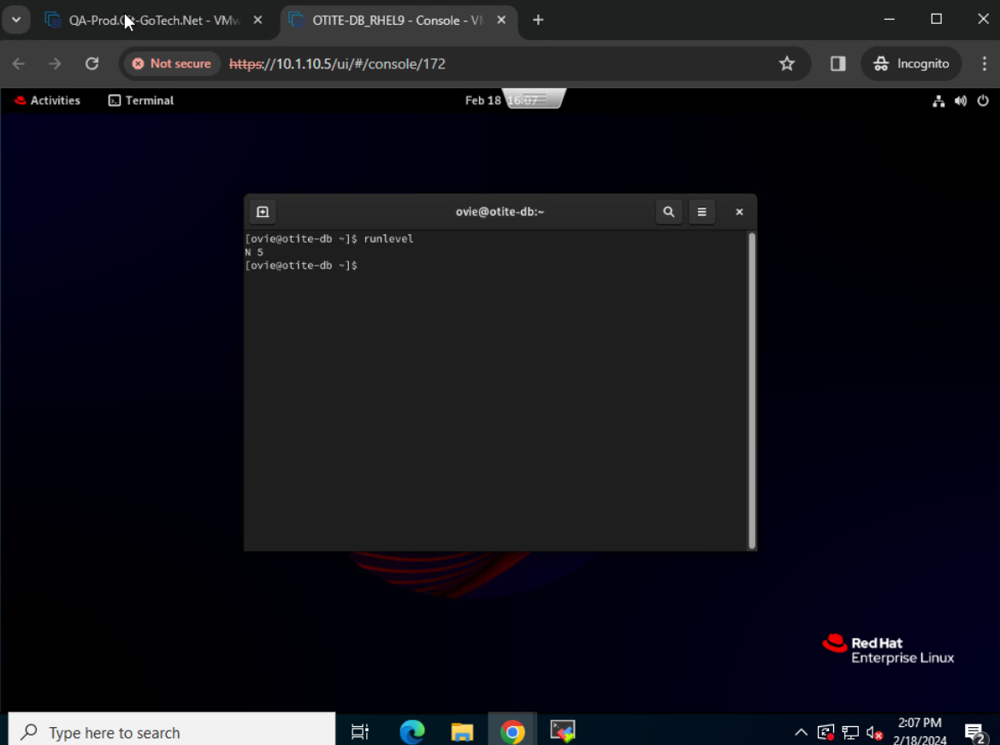 QA-Prod.Git-GoTech.Net - VMw
OTITE-DB_RHEL9 - Console - VM
Not secure
https://10.1.10.5/ui/#/console/172
Incognito
Activities
Terminal
Feb 18 16:07
ovie@otite-db:~
[ovie@otite-db ~]$ runlevel
N 5
[ovie@otite-db ~]$
Red Hat
Enterprise Linux
Type here to search
2:07 PM
2/18/2024
2